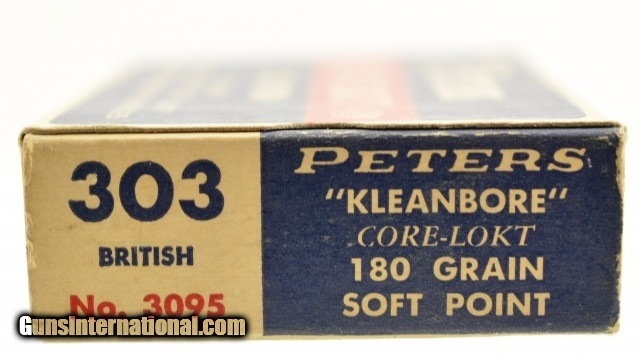 303
BRITISH
No. 3095
PETERS
"KLEANBORE"
CORE-LOKT
180 GRAIN
SOFT POINT
GunsInternational.com